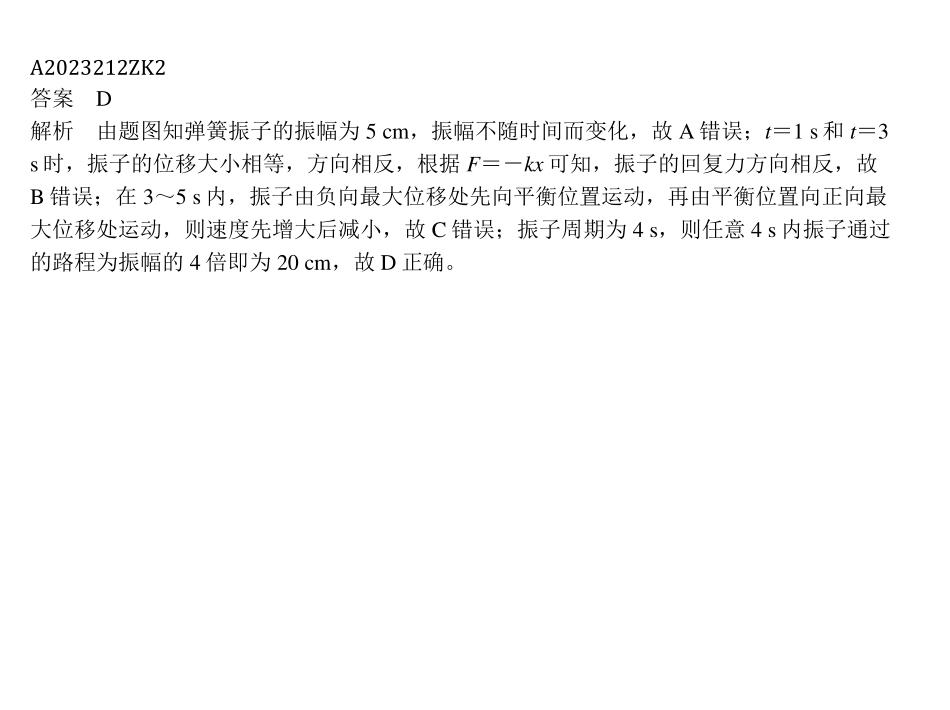 A2023212ZK2
答案　D
解析　由题图知弹簧振子的振幅为 5 cm，振幅不随时间而变化，故 A 错误；t＝1 s 和 t＝3
s 时，振子的位移大小相等，方向相反，根据 F＝－kx 可知，振子的回复力方向相反，故
B 错误；在 3～5 s 内，振子由负向最大位移处先向平衡位置运动，再由平衡位置向正向最
大位移处运动，则速度先增大后减小，故 C 错误；振子周期为 4 s，则任意 4 s 内振子通过
的路程为振幅的 4 倍即为 20 cm，故 D 正确。